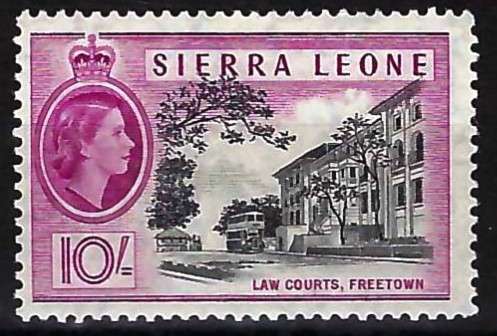 SIERRA LEONE
10/-
LAW COURTS, FREETOWN